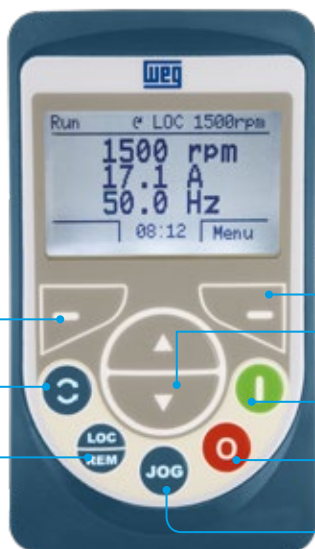 weg
Run LOC 1500rpm
1500 rpm
17.1 A
50.0 Hz
08:12 Menu
LOC
REM
JOG